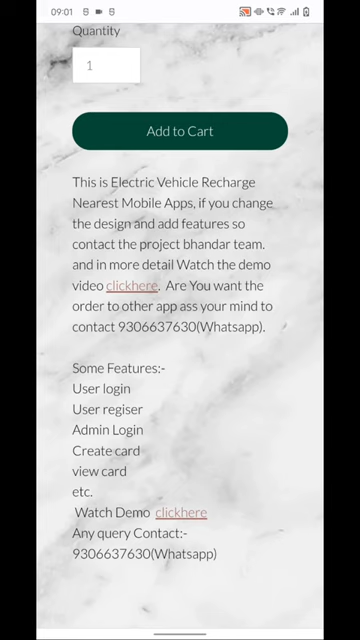 09:01
Quantity
1
Add to Cart
This is Electric Vehicle Recharge
Nearest Mobile Apps, if you change
the design and add features so
contact the project bhandar team.
and in more detail Watch the demo
video clickhere.  Are You want the
order to other app ass your mind to
contact 9306637630(Whatsapp).
Some Features:-
User login
User regiser
Admin Login
Create card
view card
etc.
Watch Demo  clickhere
Any query Contact:-
9306637630(Whatsapp)